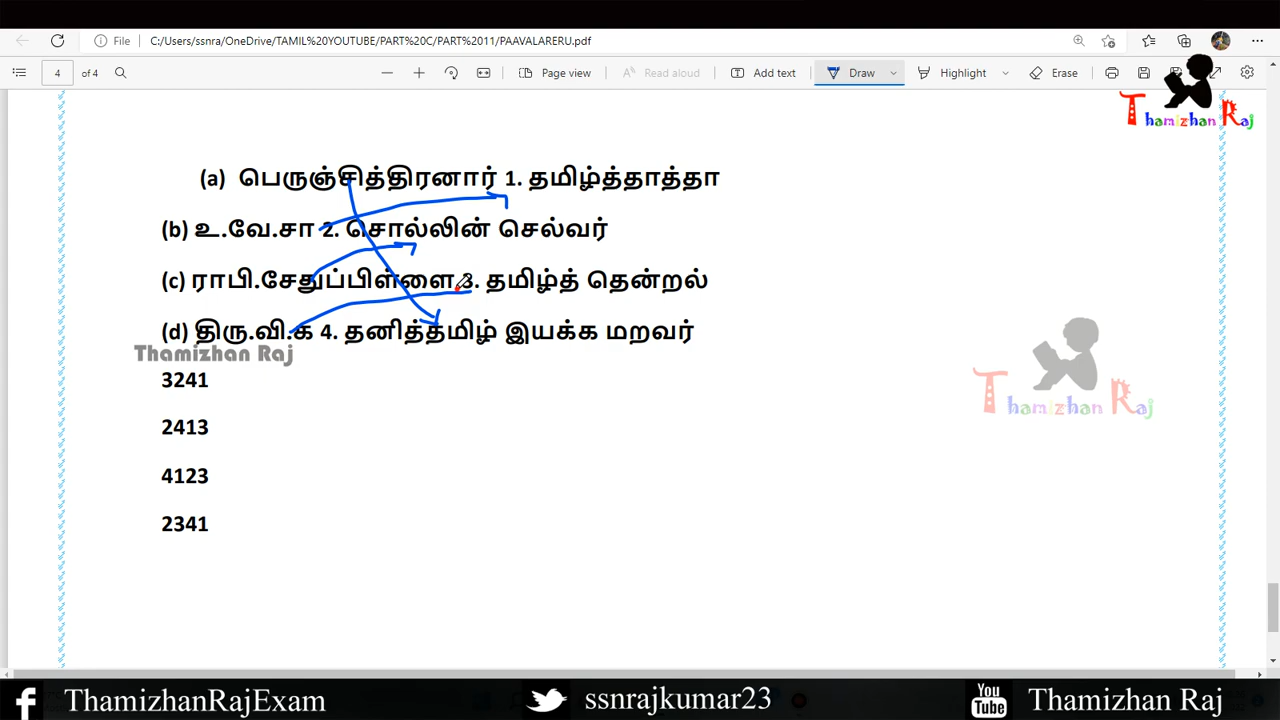 File C:/Users/ssnra/OneDrive/TAMIL%20YOUTUBE/PART%20C/PART%2011/PAAVALARERU.pdf
4 of 4 Page view Read aloud Add text Draw Highlight Erase
Thamizhan Raj
(a) பெருஞ்சித்திரனார் 1. தமிழ்த்தாத்தா
(b) உ.வே.சா 2. சொல்லின் செல்வர்
(c) ராபி.சேதுப்பிள்ளை 3. தமிழ்த் தென்றல்
(d) திரு.வி.க 4. தனித்தமிழ் இயக்க மறவர்
Thamizhan Raj
3241
Thamizhan Raj
2413
4123
2341
f ThamizhanRajExam ssnrajkumar23 You Tube Thamizhan Raj